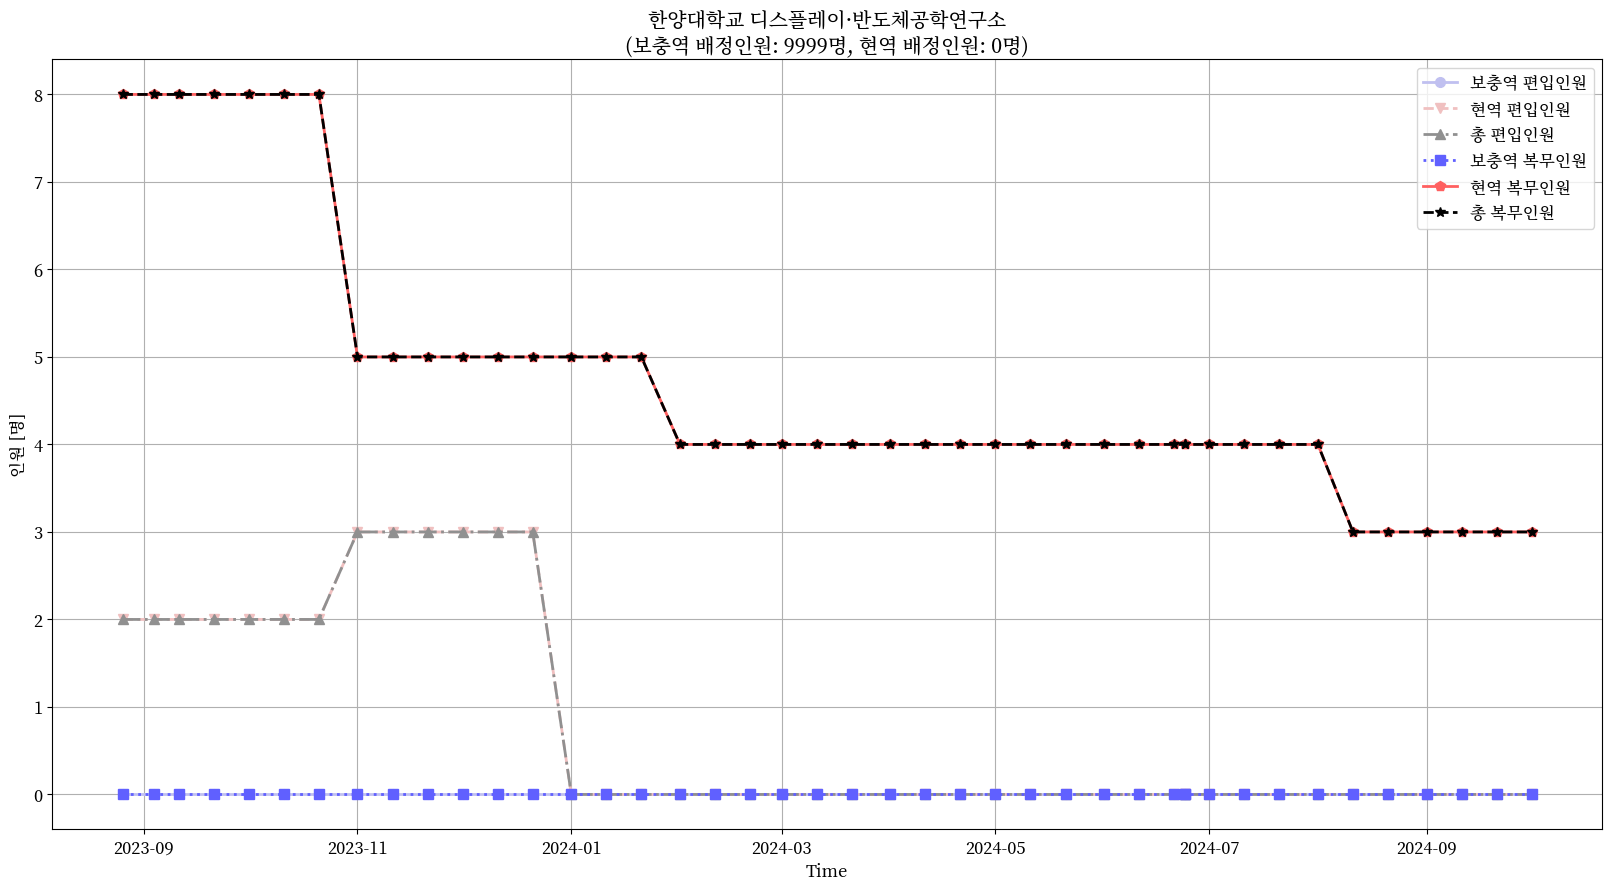 한양대학교 디스플레이·반도체공학연구소
(보충역 배정인원: 9999명, 현역 배정인원: 0명)
보충역 편입인원
현역 편입인원
총 편입인원
보충역 복무인원
현역 복무인원
총 복무인원
인원 [명]
8
7
6
5
4
3
2
1
0
2023-09
2023-11
2024-01
2024-03
2024-05
2024-07
2024-09
Time